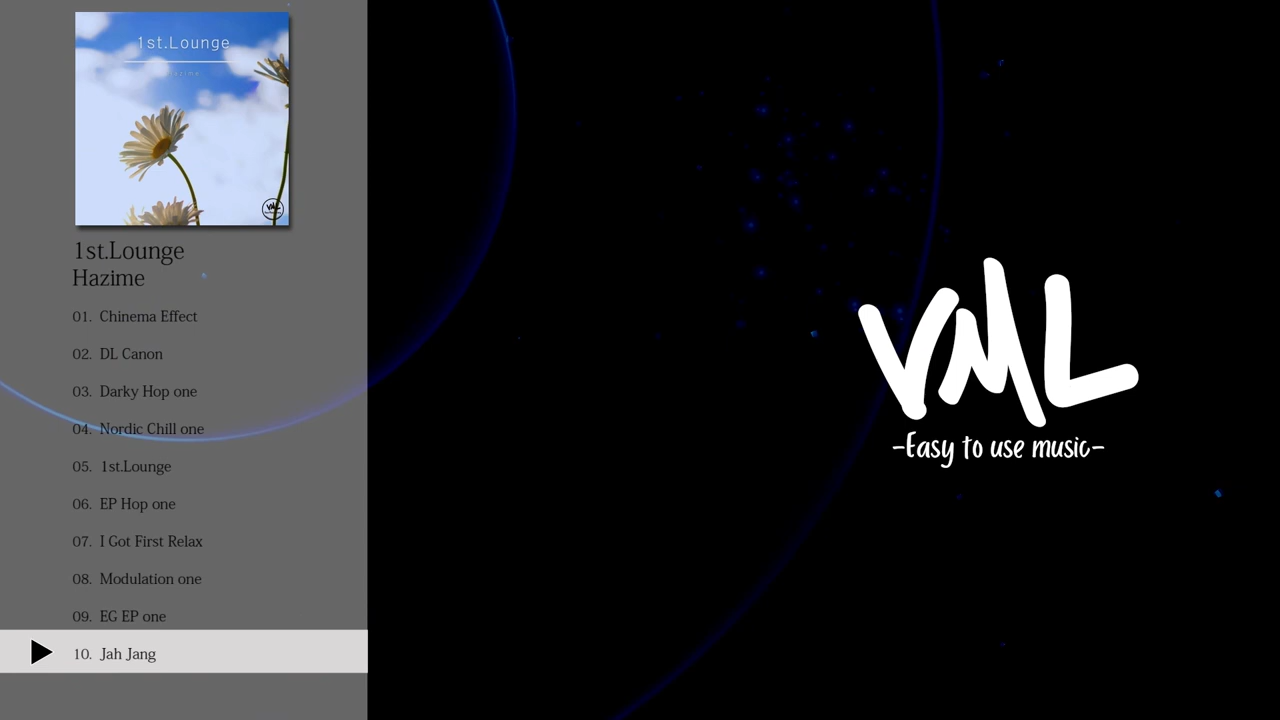 1st.Lounge
Hazime
1st.Lounge
Hazime
01. Chinema Effect
02. DL Canon
03. Darky Hop one
04. Nordic Chill one
05. 1st.Lounge
06. EP Hop one
07. I Got First Relax
08. Modulation one
09. EG EP one
10. Jah Jang
VML
VML
-Easy to use music-